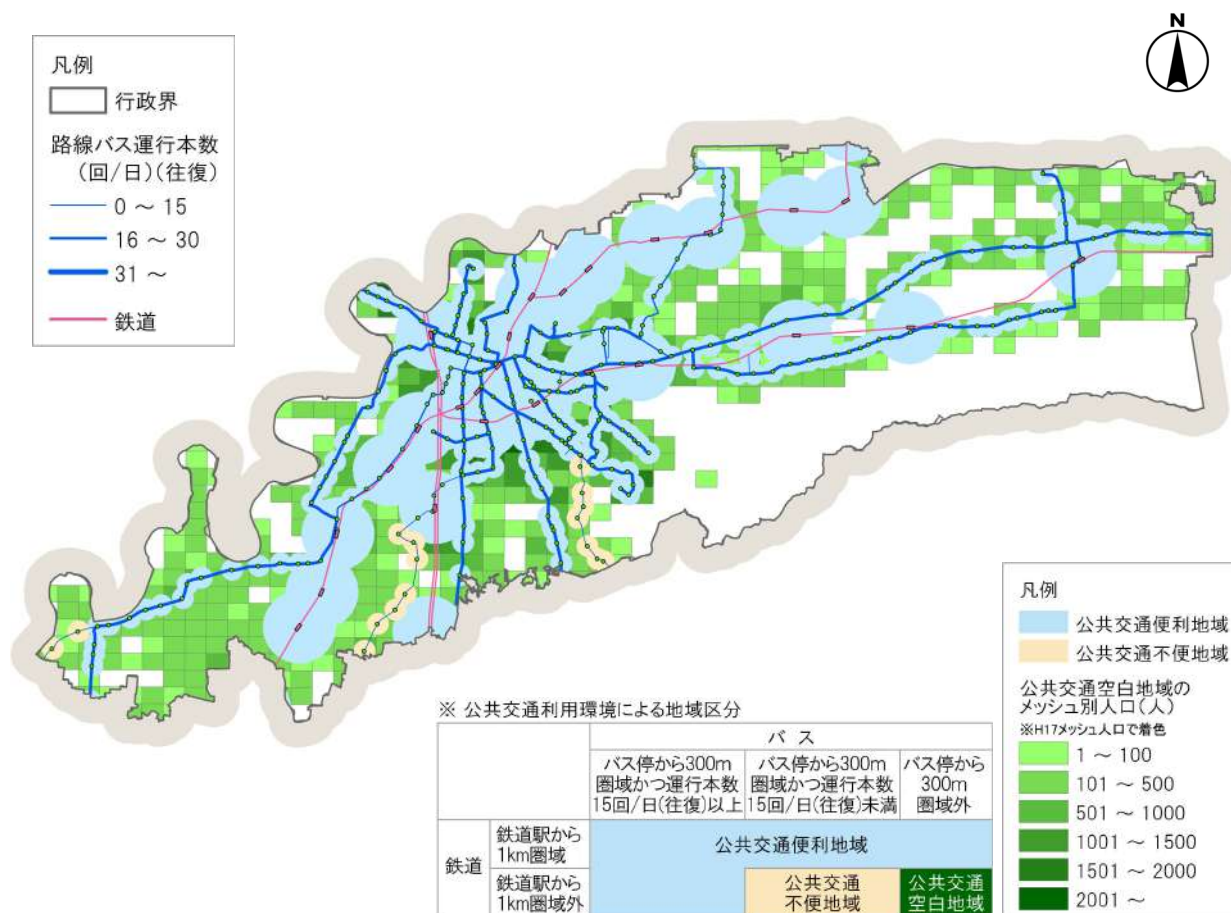 N
凡例
行政界
路線バス運行本数
(回/日)(往復)
0 ～ 15
16 ～ 30
31 ～
鉄道
凡例
公共交通便利地域
公共交通不便地域
公共交通空白地域の
メッシュ別人口(人)
※H17メッシュ人口で着色
1 ～ 100
101 ～ 500
501 ～ 1000
1001 ～ 1500
1501 ～ 2000
2001 ～
※ 公共交通利用環境による地域区分
バス
バス停から300m
圏域かつ運行本数
15回/日(往復)以上
バス停から300m
圏域かつ運行本数
15回/日(往復)未満
バス停から
300m
圏域外
鉄道
鉄道駅から
1km圏域
公共交通便利地域
鉄道駅から
1km圏域外
公共交通
不便地域
公共交通
空白地域